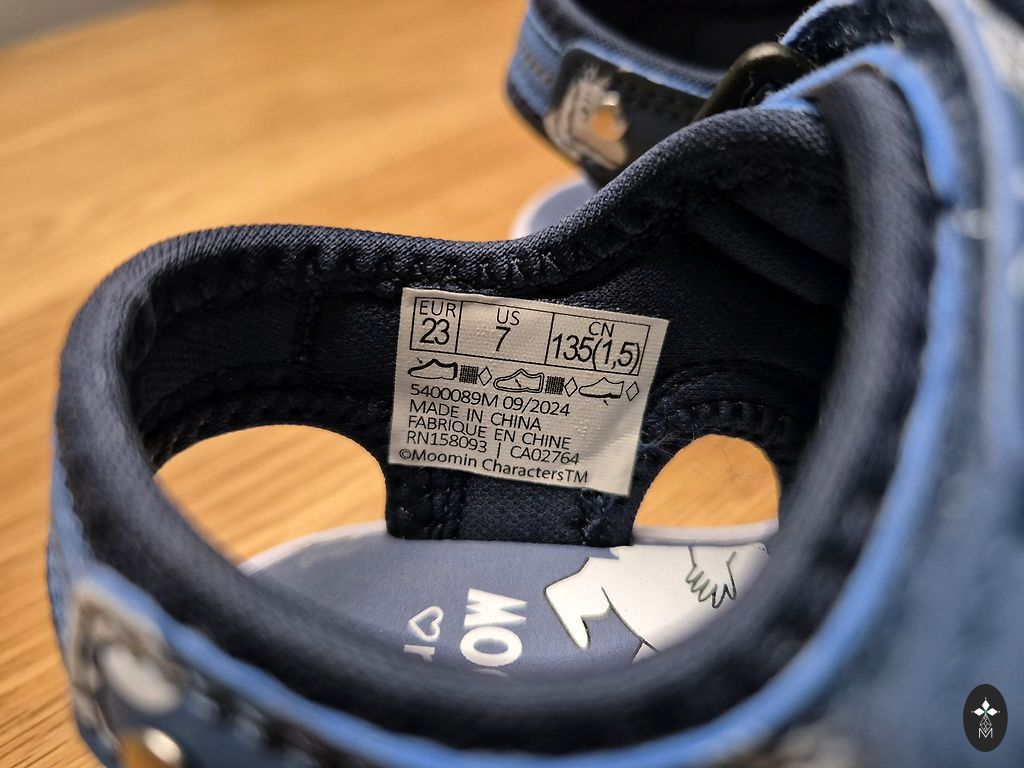 EUR US CN
23 7 135(1,5)
5400089M 09/2024
MADE IN CHINA
FABRIQUE EN CHINE
RN158093 | CA02764
©Moomin Characters™
MO
M